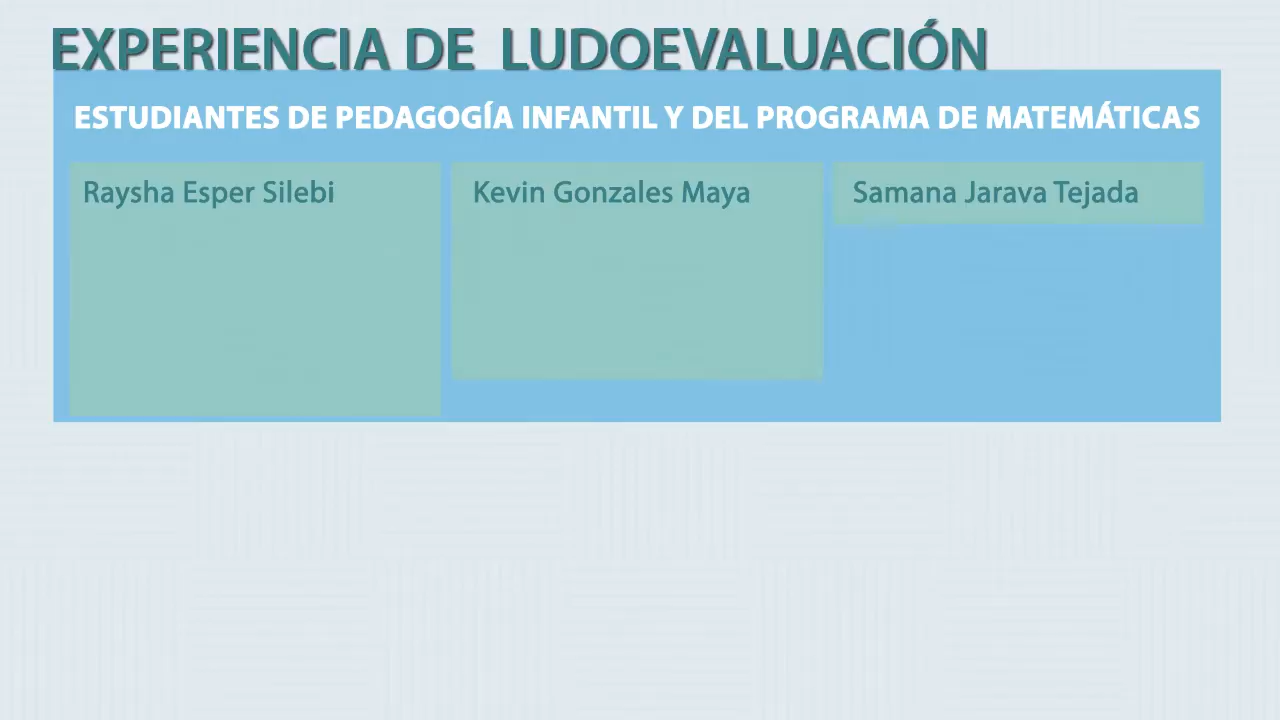 EXPERIENCIA DE LUDOEVALUACIÓN
ESTUDIANTES DE PEDAGOGÍA INFANTIL Y DEL PROGRAMA DE MATEMÁTICAS
Raysha Esper Silebi
Kevin Gonzales Maya
Samana Jarava Tejada